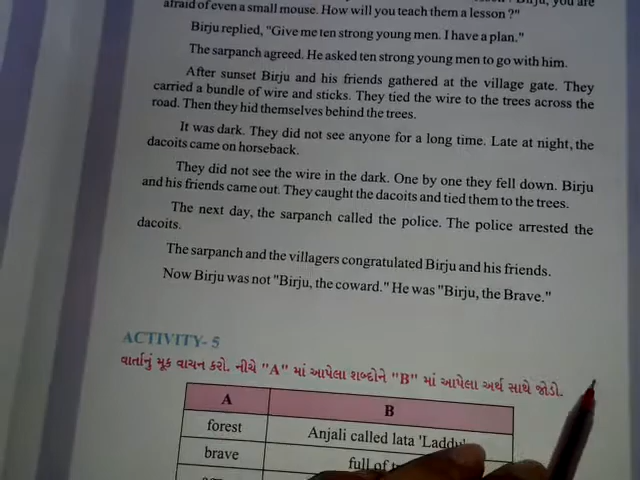 afraid of even a small mouse. How will you teach them a lesson ?"
Birju replied, "Give me ten strong young men. I have a plan."
The sarpanch agreed. He asked ten strong young men to go with him.
After sunset Birju and his friends gathered at the village gate. They
carried a bundle of wire and sticks. They tied the wire to the trees across the
road. Then they hid themselves behind the trees.
It was dark. They did not see anyone for a long time. Late at night, the
dacoits came on horseback.
They did not see the wire in the dark. One by one they fell down. Birju
and his friends came out. They caught the dacoits and tied them to the trees.
The next day, the sarpanch called the police. The police arrested the
dacoits.
The sarpanch and the villagers congratulated Birju and his friends.
Now Birju was not "Birju, the coward." He was "Birju, the Brave."
ACTIVITY- 5
વાર્તાનું મૂક વાચન કરો. નીચે "A" માં આપેલા શબ્દોને "B" માં આપેલા અર્થ સાથે જોડો.
A B
forest Anjali called lata 'Laddu'
brave full of